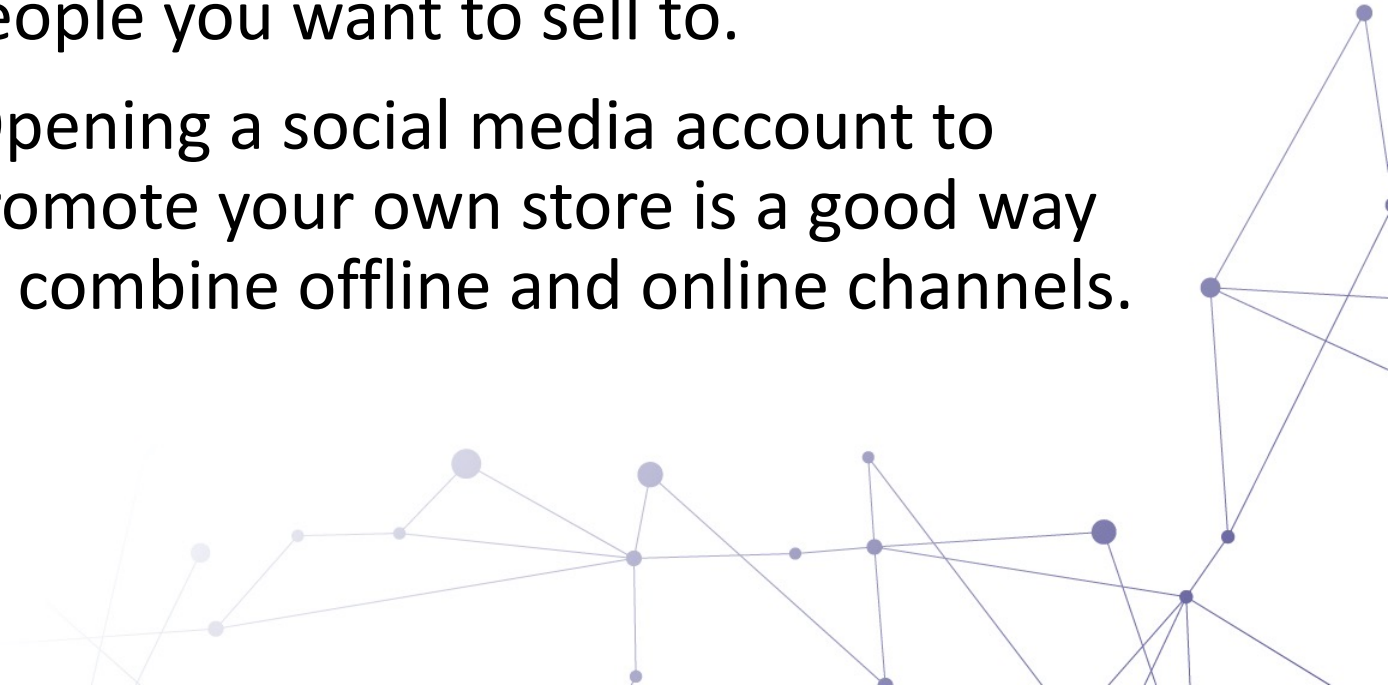 eople you want to sell to.
pening a social media account to
romote your own store is a good way
combine offline and online channels.